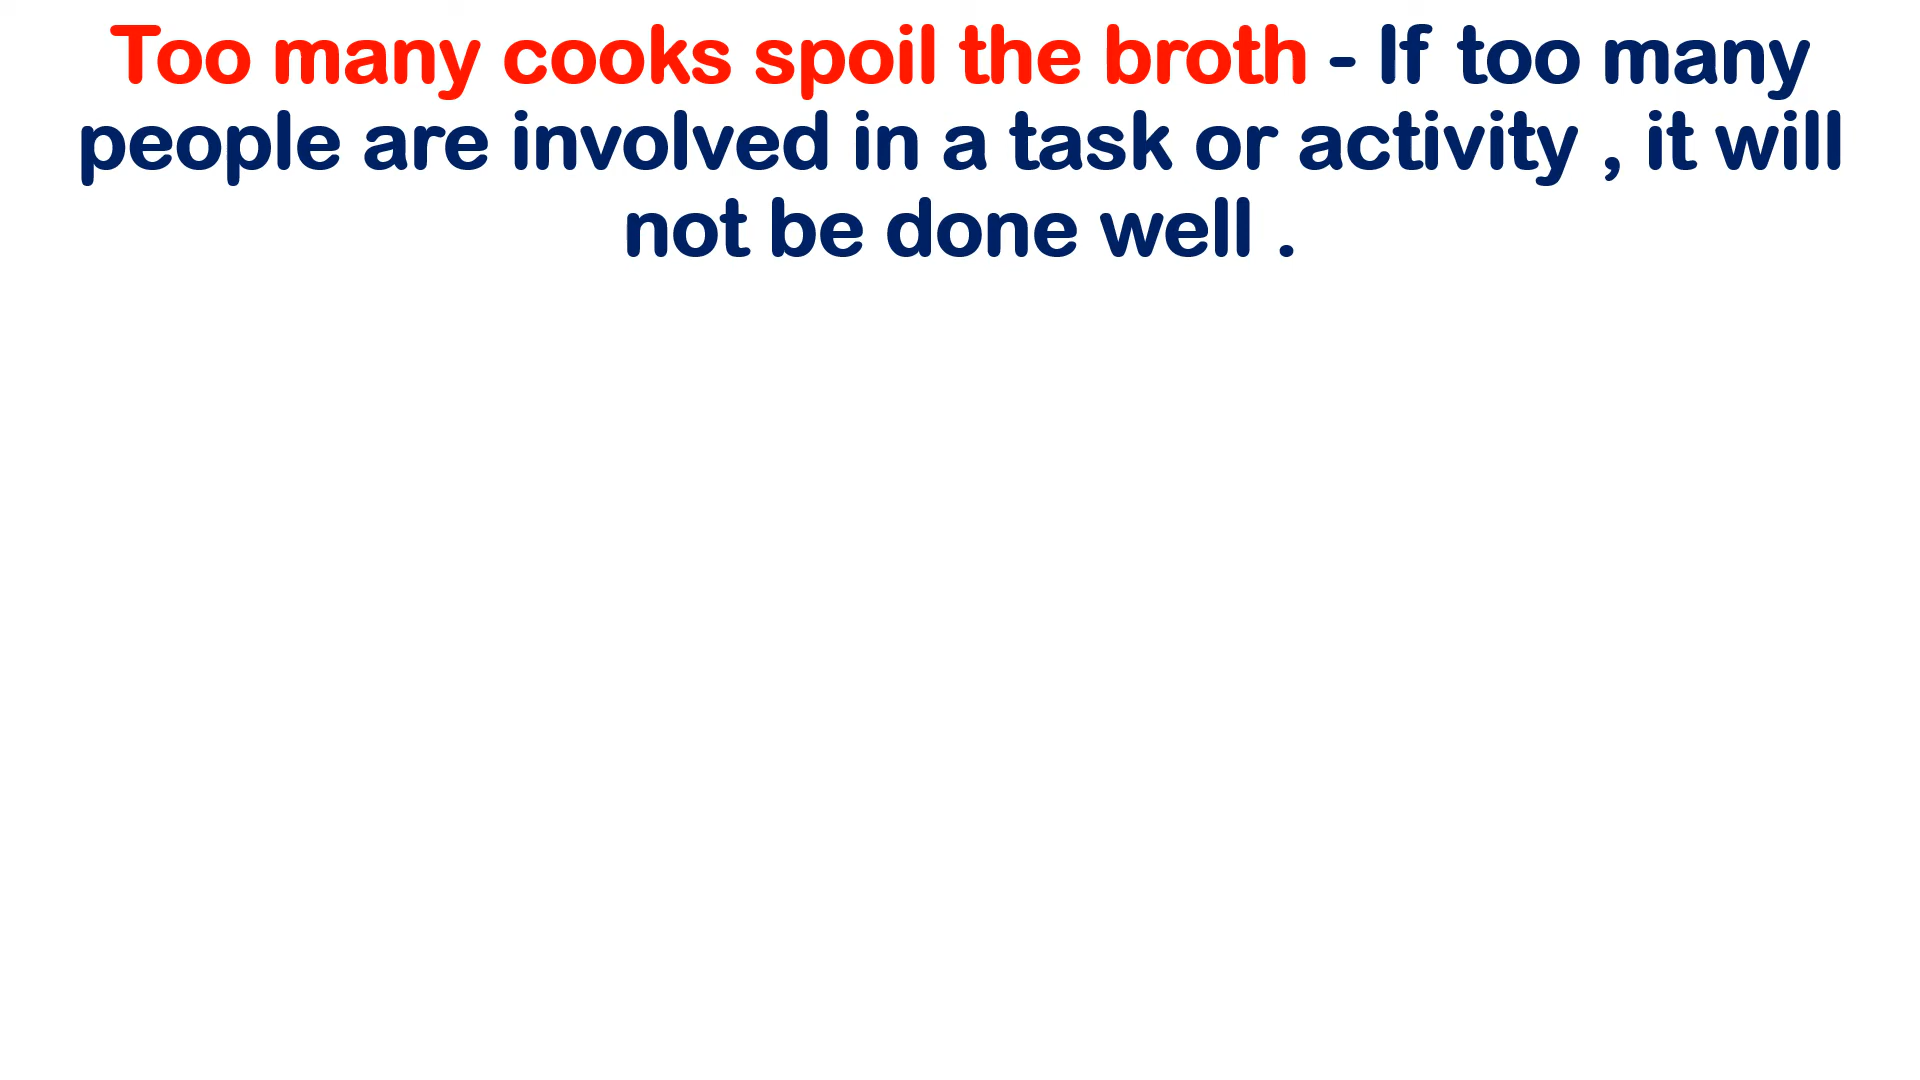 Too many cooks spoil the broth - If too many
people are involved in a task or activity , it will
not be done well .